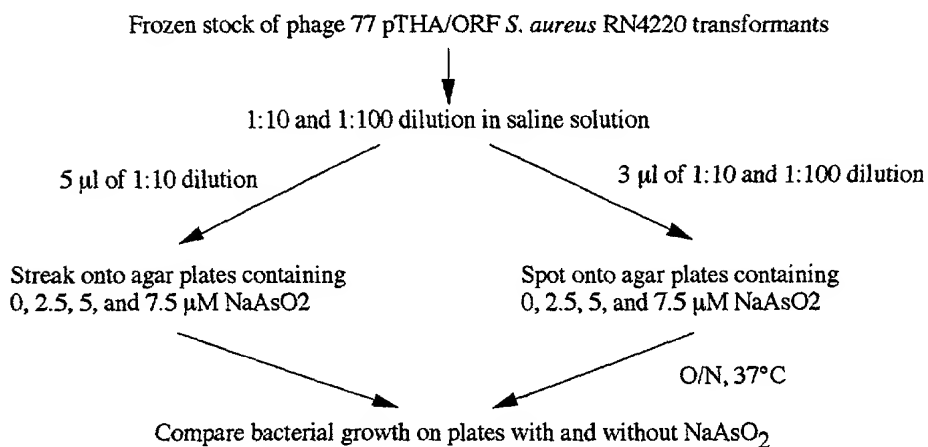 Frozen stock of phage 77 pTHA/ORF S. aureus RN4220 transformants
1:10 and 1:100 dilution in saline solution
5 µl of 1:10 dilution
3 µl of 1:10 and 1:100 dilution
Streak onto agar plates containing
0, 2.5, 5, and 7.5 µM NaAsO2
Spot onto agar plates containing
0, 2.5, 5, and 7.5 µM NaAsO2
O/N, 37°C
Compare bacterial growth on plates with and without NaAsO₂